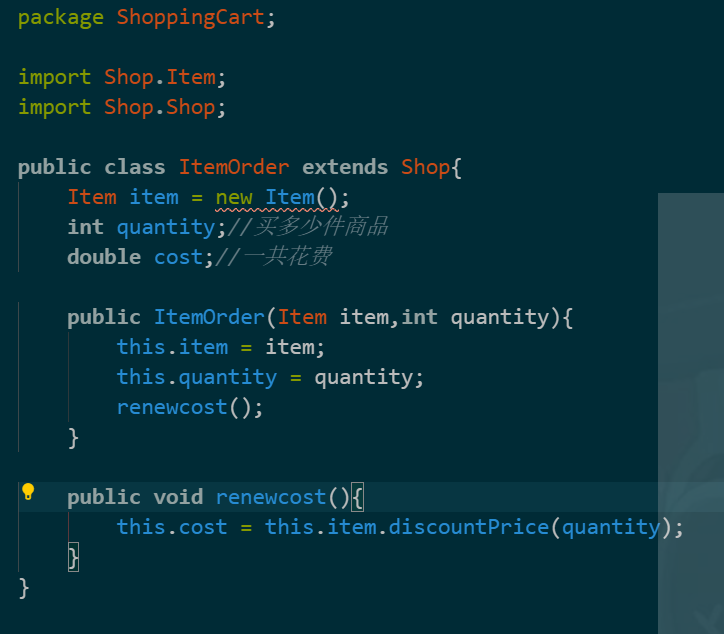 package ShoppingCart;
import Shop.Item;
import Shop.Shop;
public class ItemOrder extends Shop{
Item item = new Item();
int quantity;//买多少件商品
double cost;//一共花费
public ItemOrder(Item item,int quantity){
this.item = item;
this.quantity = quantity;
renewcost();
}
public void renewcost(){
this.cost = this.item.discountPrice(quantity);
}
}